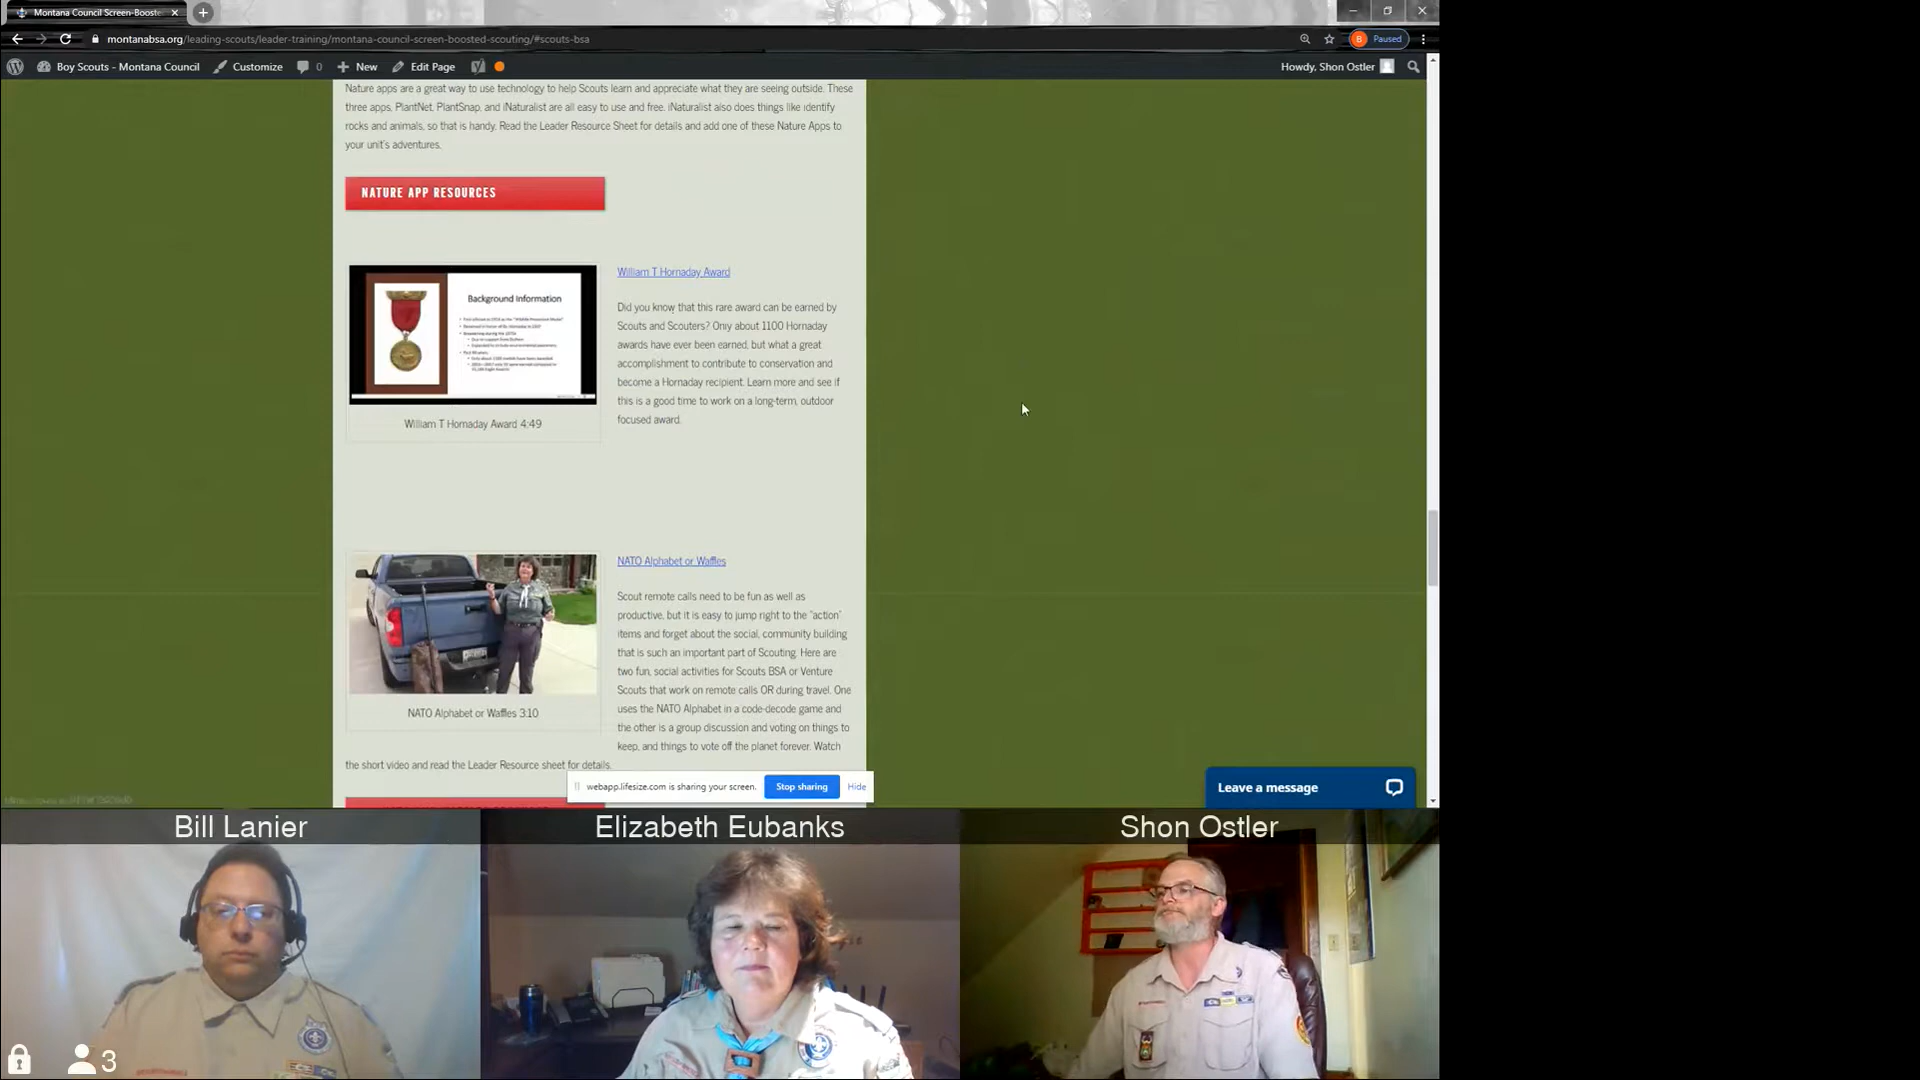 Montana Council Screen-Booste
montanabsa.org/leading-scouts/leader-training/montana-council-screen-boosted-scouting/#scouts-bsa
B Paused
Boy Scouts - Montana Council Customize 0 New Edit Page
Howdy, Shon Ostler
Nature apps are a great way to use technology to help Scouts learn and appreciate what they are seeing outside. These
three apps, PlantNet, PlantSnap, and iNaturalist are all easy to use and free. iNaturalist also does things like identify
rocks and animals, so that is handy. Read the Leader Resource Sheet for details and add one of these Nature Apps to
your unit's adventures.
NATURE APP RESOURCES
Background Information
William T Hornaday Award 4:49
William T Hornaday Award
Did you know that this rare award can be earned by
Scouts and Scouters? Only about 1100 Hornaday
awards have ever been earned, but what a great
accomplishment to contribute to conservation and
become a Hornaday recipient. Learn more and see if
this is a good time to work on a long-term, outdoor
focused award.
NATO Alphabet or Waffles 3:10
NATO Alphabet or Waffles
Scout remote calls need to be fun as well as
productive, but it is easy to jump right to the "action"
items and forget about the social, community building
that is such an important part of Scouting. Here are
two fun, social activities for Scouts BSA or Venture
Scouts that work on remote calls OR during travel. One
uses the NATO Alphabet in a code-decode game and
the other is a group discussion and voting on things to
keep, and things to vote off the planet forever. Watch
the short video and read the Leader Resource sheet for details.
webapp.lifesize.com is sharing your screen. Stop sharing Hide
Leave a message
Bill Lanier
Elizabeth Eubanks
Shon Ostler
3